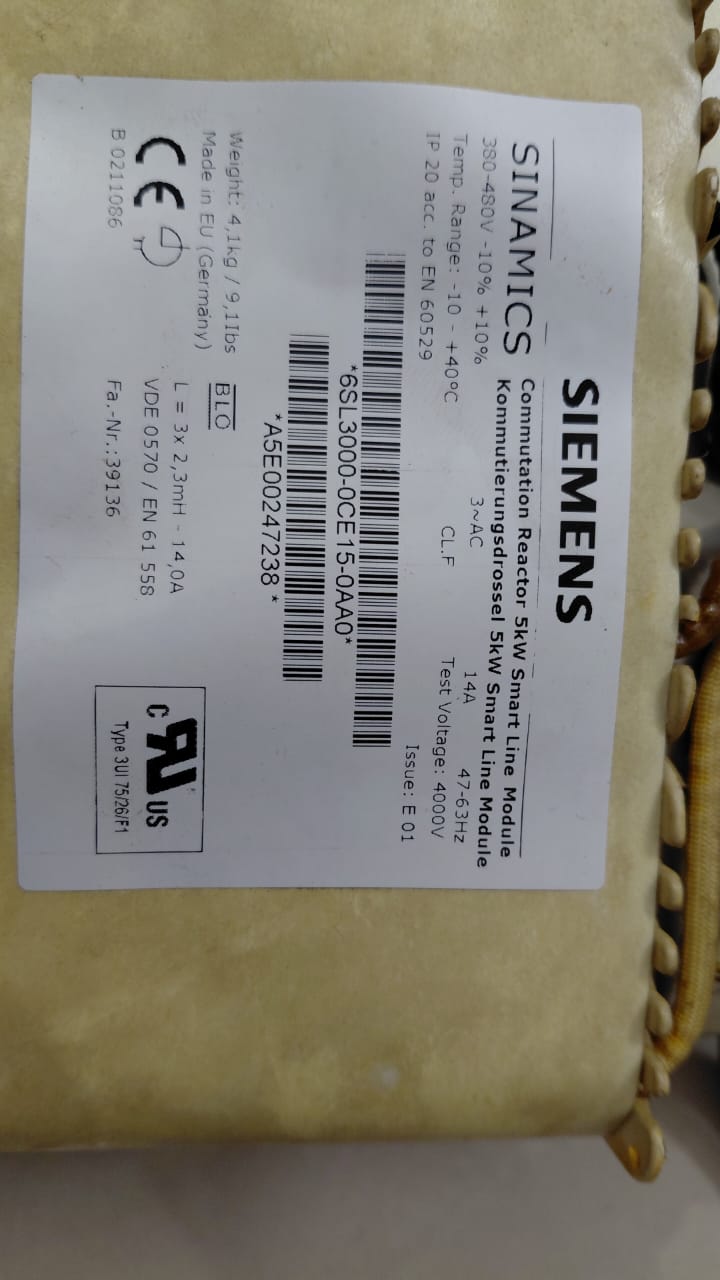 SIEMENS
SINAMICS Commutation Reactor 5kW Smart Line Module
Kommutierungsdrossel 5kW Smart Line Module
380-480V -10% +10% 3~AC 14A 47-63Hz
Temp. Range: -10 - +40°C CL.F Test Voltage: 4000V
IP 20 acc. to EN 60529 Issue: E 01
*6SL3000-0CE15-0AA0*
*A5E00247238 *
Weight: 4,1kg / 9,1Ibs BLO
Made in EU (Germany) L = 3x 2,3mH - 14,0A
CE VDE 0570 / EN 61 558
B 0211086 Fa.-Nr.:39136
C US
Type 3UI 75/26/F1